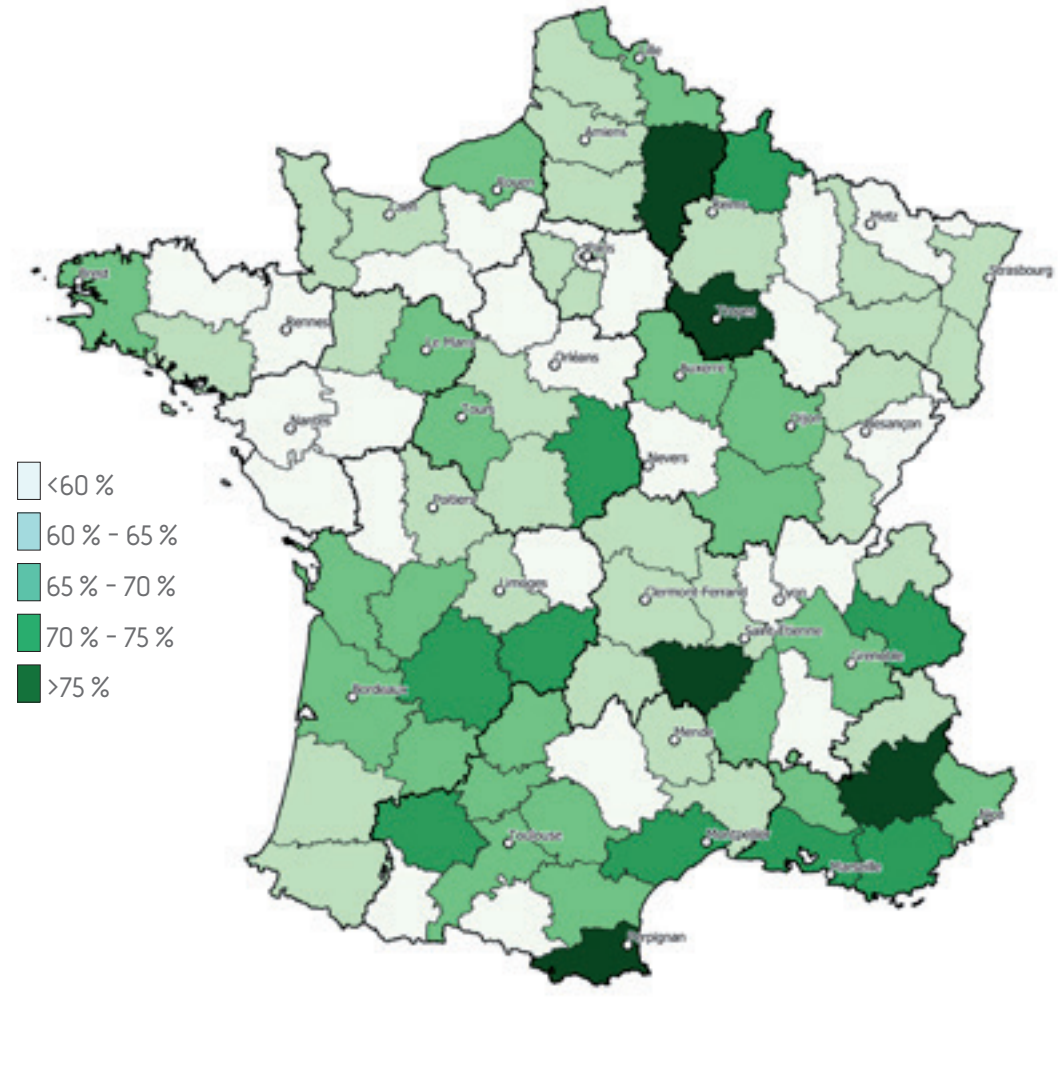 Lille
Amiens
Rouen
Reims
Caen
Metz
Paris
Strasbourg
Brest
Troyes
Rennes
Le Mans
Orléans
Auxerre
Tours
Dijon
Nantes
Besançon
Nevers
<60 %
Poitiers
60 % - 65 %
65 % - 70 %
Limoges
Clermont-Ferrand
Lyon
70 % - 75 %
Saint-Étienne
Grenoble
>75 %
Bordeaux
Mende
Nice
Toulouse
Montpellier
Marseille
Perpignan